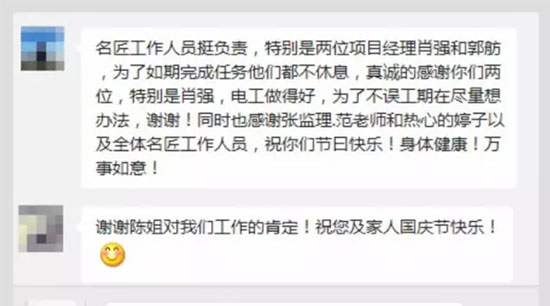 名匠工作人员挺负责，特别是两位项目经理肖强和郭舫
，为了如期完成任务他们都不休息，真诚的感谢你们两
位，特别是肖强，电工做得好，为了不误工期在尽量想
办法，谢谢！同时也感谢张监理.范老师和热心的婷子以
及全体名匠工作人员，祝你们节日快乐！身体健康！万
事如意！
谢谢陈姐对我们工作的肯定！祝您及家人国庆节快乐！